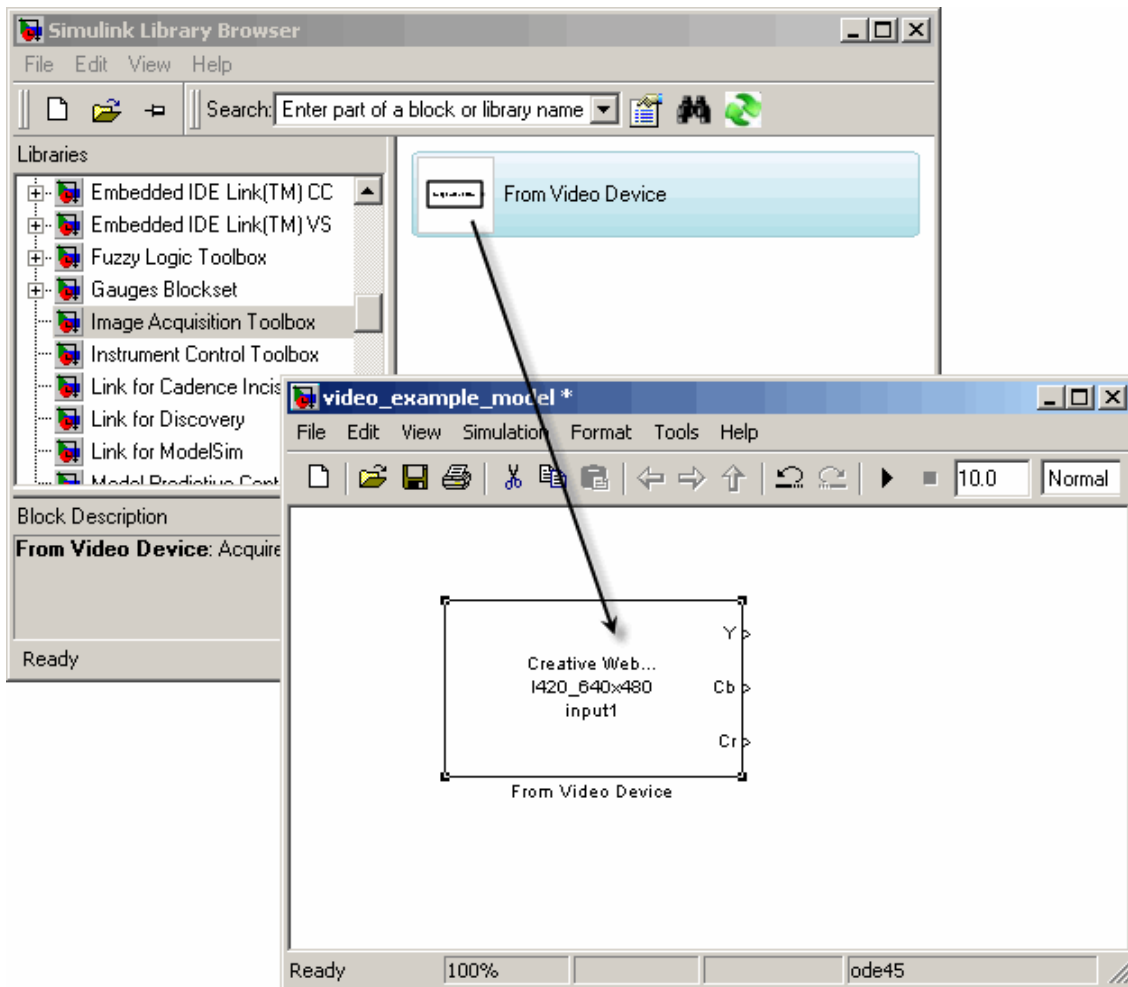 Simulink Library Browser
File Edit View Help
Search: Enter part of a block or library name
Libraries
Embedded IDE Link(TM) CC
Embedded IDE Link(TM) VS
Fuzzy Logic Toolbox
Gauges Blockset
Image Acquisition Toolbox
Instrument Control Toolbox
Link for Cadence Incis
Link for Discovery
Link for ModelSim
Model Predictive Cont
From Video Device
Block Description
From Video Device: Acquire
Ready
video_example_model *
File Edit View Simulation Format Tools Help
10.0 Normal
Y
Creative Web...
I420_640x480
Cb
input1
Cr
From Video Device
Ready 100% ode45